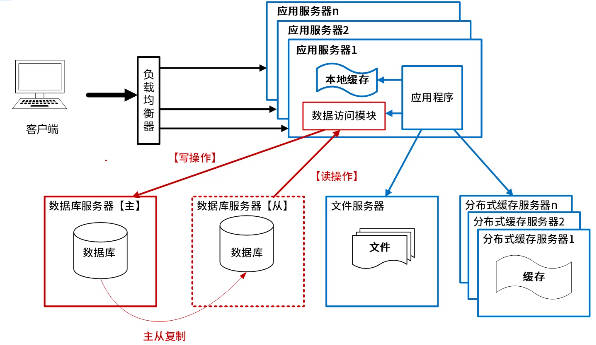 应用服务器n
应用服务器2
应用服务器1
本地缓存
应用程序
数据访问模块
负载均衡器
客户端
【写操作】
【读操作】
数据库服务器【主】
数据库
数据库服务器【从】
数据库
主从复制
文件服务器
文件
分布式缓存服务器n
分布式缓存服务器2
分布式缓存服务器1
缓存